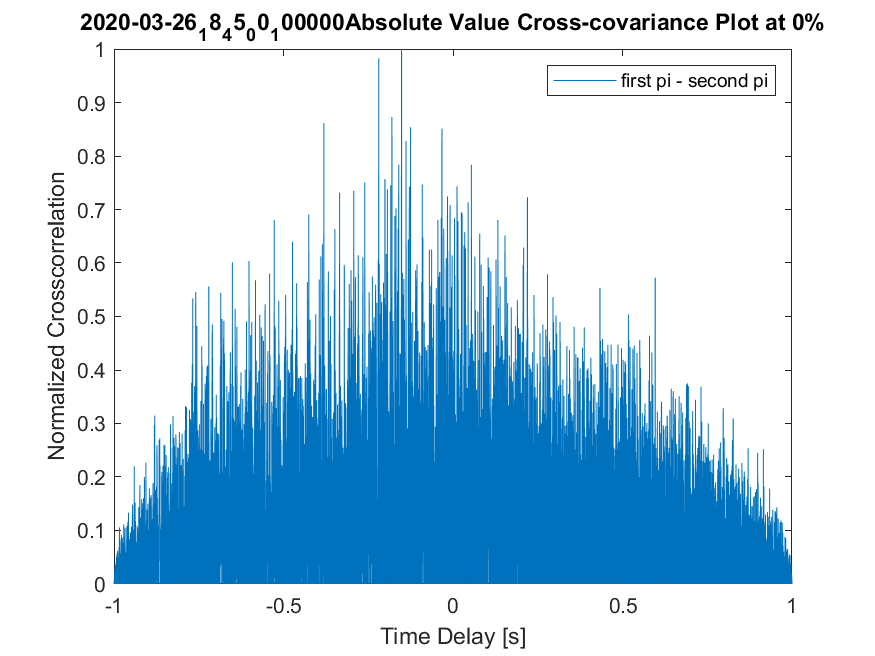 2020-03-26₁8₄5₀0₁00000Absolute Value Cross-covariance Plot at 0%
first pi - second pi
1
0.9
0.8
0.7
0.6
0.5
0.4
0.3
0.2
0.1
0
Normalized Crosscorrelation
-1 -0.5 0 0.5 1
Time Delay [s]